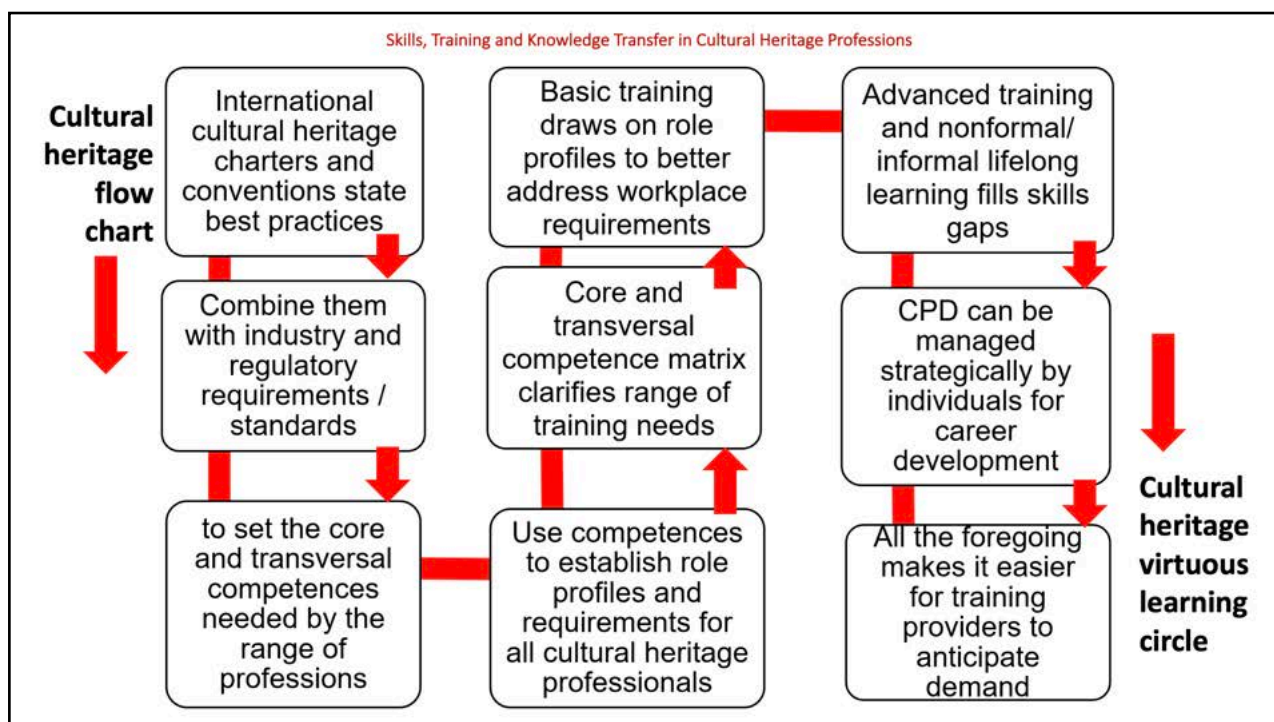 Skills, Training and Knowledge Transfer in Cultural Heritage Professions
Cultural
heritage
flow
chart
International
cultural heritage
charters and
conventions state
best practices
Combine them
with industry and
regulatory
requirements /
standards
to set the core
and transversal
competences
needed by the
range of
professions
Use competences
to establish role
profiles and
requirements for
all cultural heritage
professionals
Core and
transversal
competence matrix
clarifies range of
training needs
Basic training
draws on role
profiles to better
address workplace
requirements
Advanced training
and nonformal/
informal lifelong
learning fills skills
gaps
CPD can be
managed
strategically by
individuals for
career
development
All the foregoing
makes it easier
for training
providers to
anticipate
demand
Cultural
heritage
virtuous
learning
circle